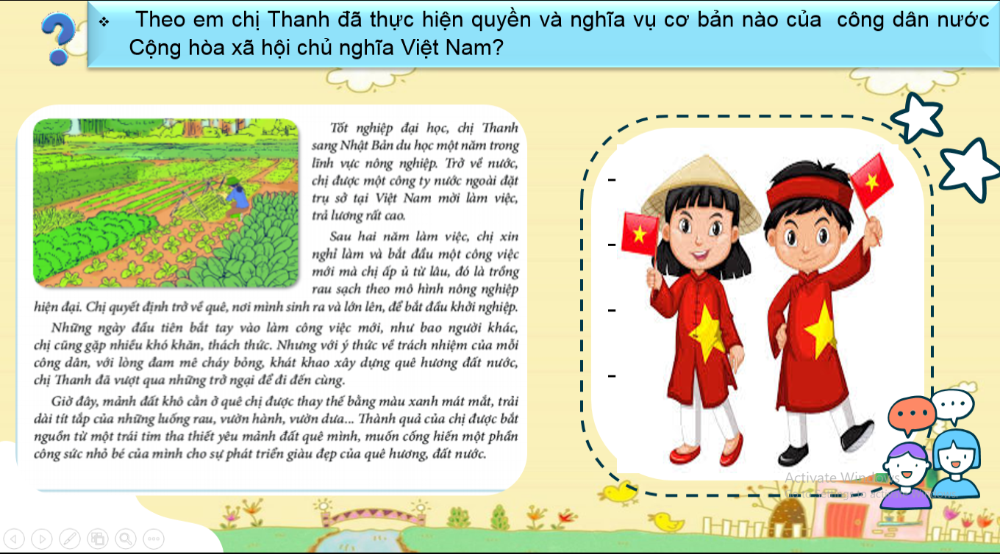 ❖ Theo em chị Thanh đã thực hiện quyền và nghĩa vụ cơ bản nào của công dân nước
Cộng hòa xã hội chủ nghĩa Việt Nam?
Tốt nghiệp đại học, chị Thanh
sang Nhật Bản du học một năm trong
lĩnh vực nông nghiệp. Trở về nước,
chị được một công ty nước ngoài đặt
trụ sở tại Việt Nam mời làm việc,
trả lương rất cao.
Sau hai năm làm việc, chị xin
nghỉ làm và bắt đầu một công việc
mới mà chị ấp ủ từ lâu, đó là trồng
rau sạch theo mô hình nông nghiệp
hiện đại. Chị quyết định trở về quê, nơi mình sinh ra và lớn lên, để bắt đầu khởi nghiệp.
Những ngày đầu tiên bắt tay vào làm công việc mới, như bao người khác,
chị cũng gặp nhiều khó khăn, thách thức. Nhưng với ý thức về trách nhiệm của mỗi
công dân, với lòng đam mê cháy bỏng, khát khao xây dựng quê hương đất nước,
chị Thanh đã vượt qua những trở ngại để đi đến cùng.
Giờ đây, mảnh đất khô cằn ở quê chị được thay thế bằng màu xanh mát mắt, trải
dài tít tắp của những luống rau, vườn hành, vườn dưa... Thành quả của chị được bắt
nguồn từ một trái tim tha thiết yêu mảnh đất quê mình, muốn cống hiến một phần
công sức nhỏ bé của mình cho sự phát triển giàu đẹp của quê hương, đất nước.
-
-
-
-
Activate Windows
Go to Settings to activate Windows.